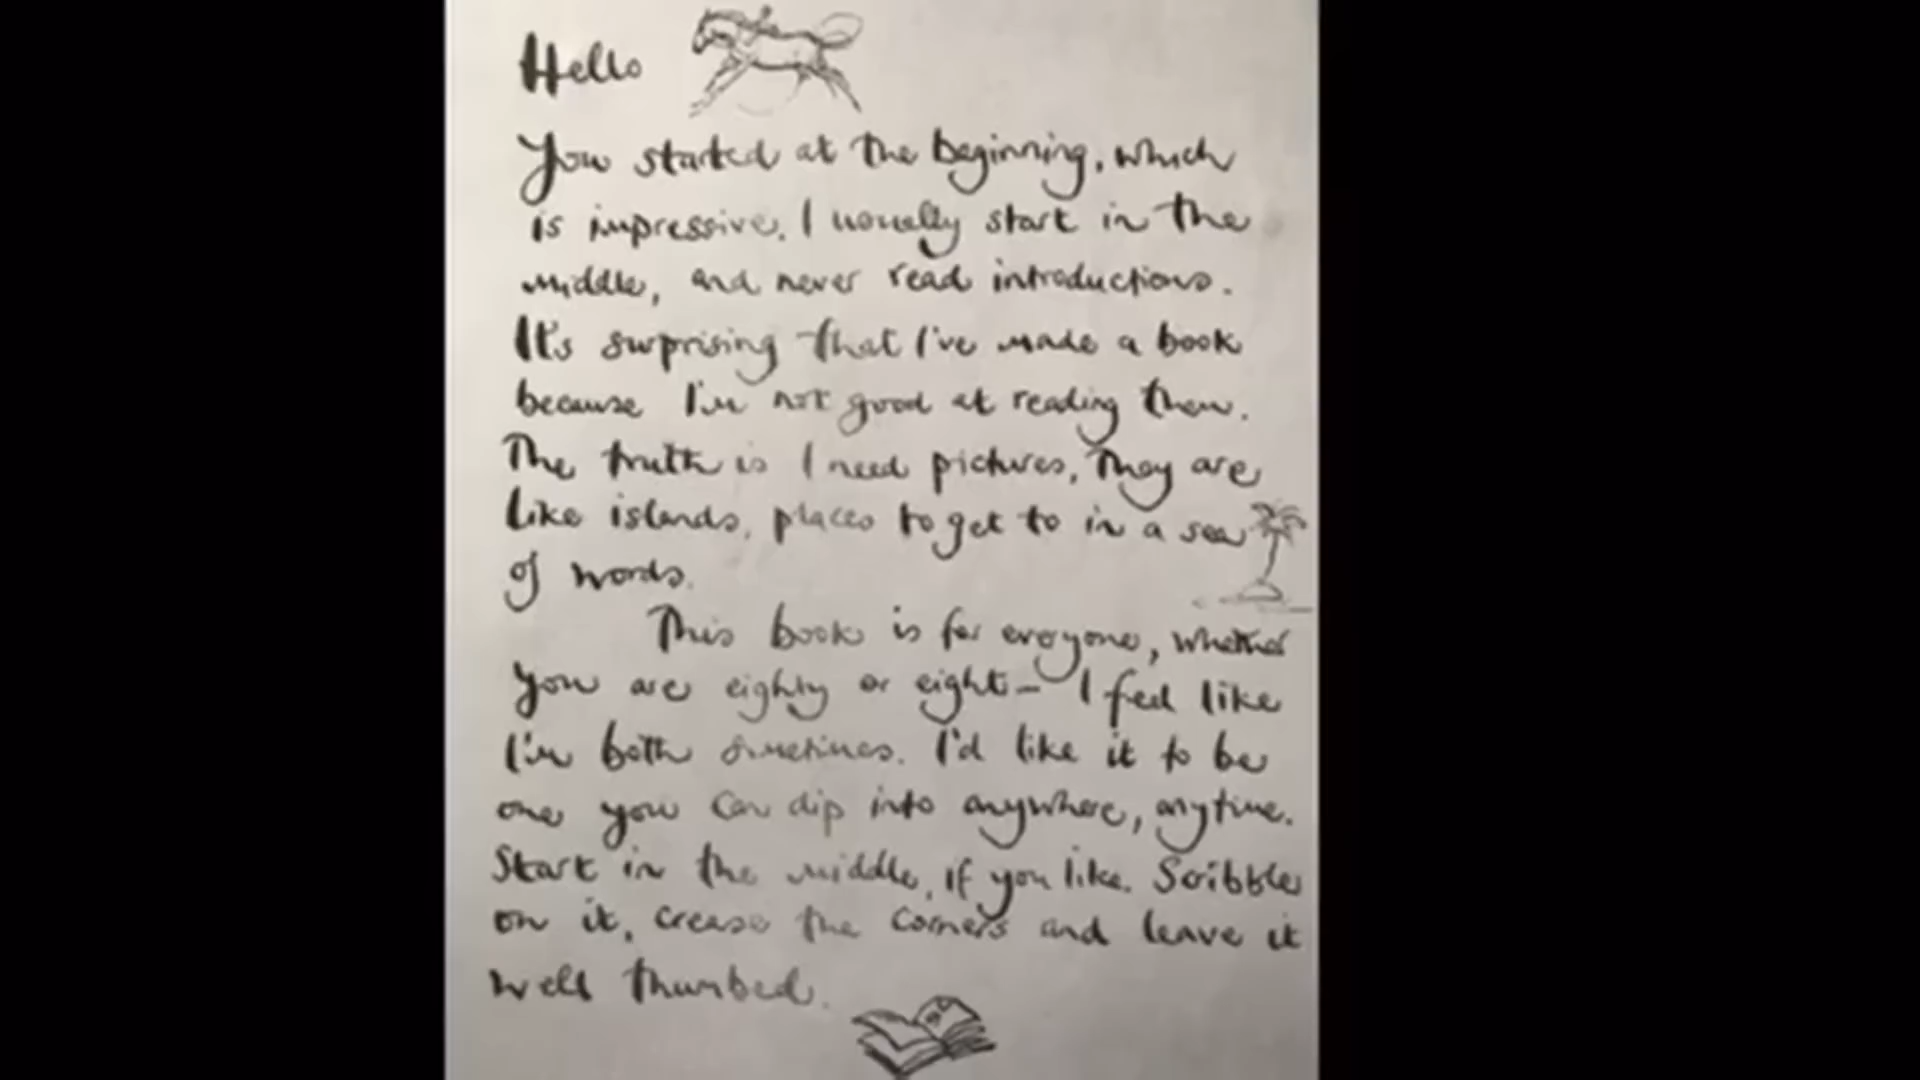 Hello
You started at the beginning, which
is impressive. I usually start in the
middle, and never read introductions.
It's surprising that I've made a book
because I'm not good at reading them.
The truth is I need pictures, They are
like islands, places to get to in a sea
of words.
This book is for everyone, whether
you are eighty or eight – I feel like
I'm both sometimes. I'd like it to be
one you can dip into anywhere, anytime.
Start in the middle, if you like. Scribble
on it, crease the corners and leave it
well thumbed.